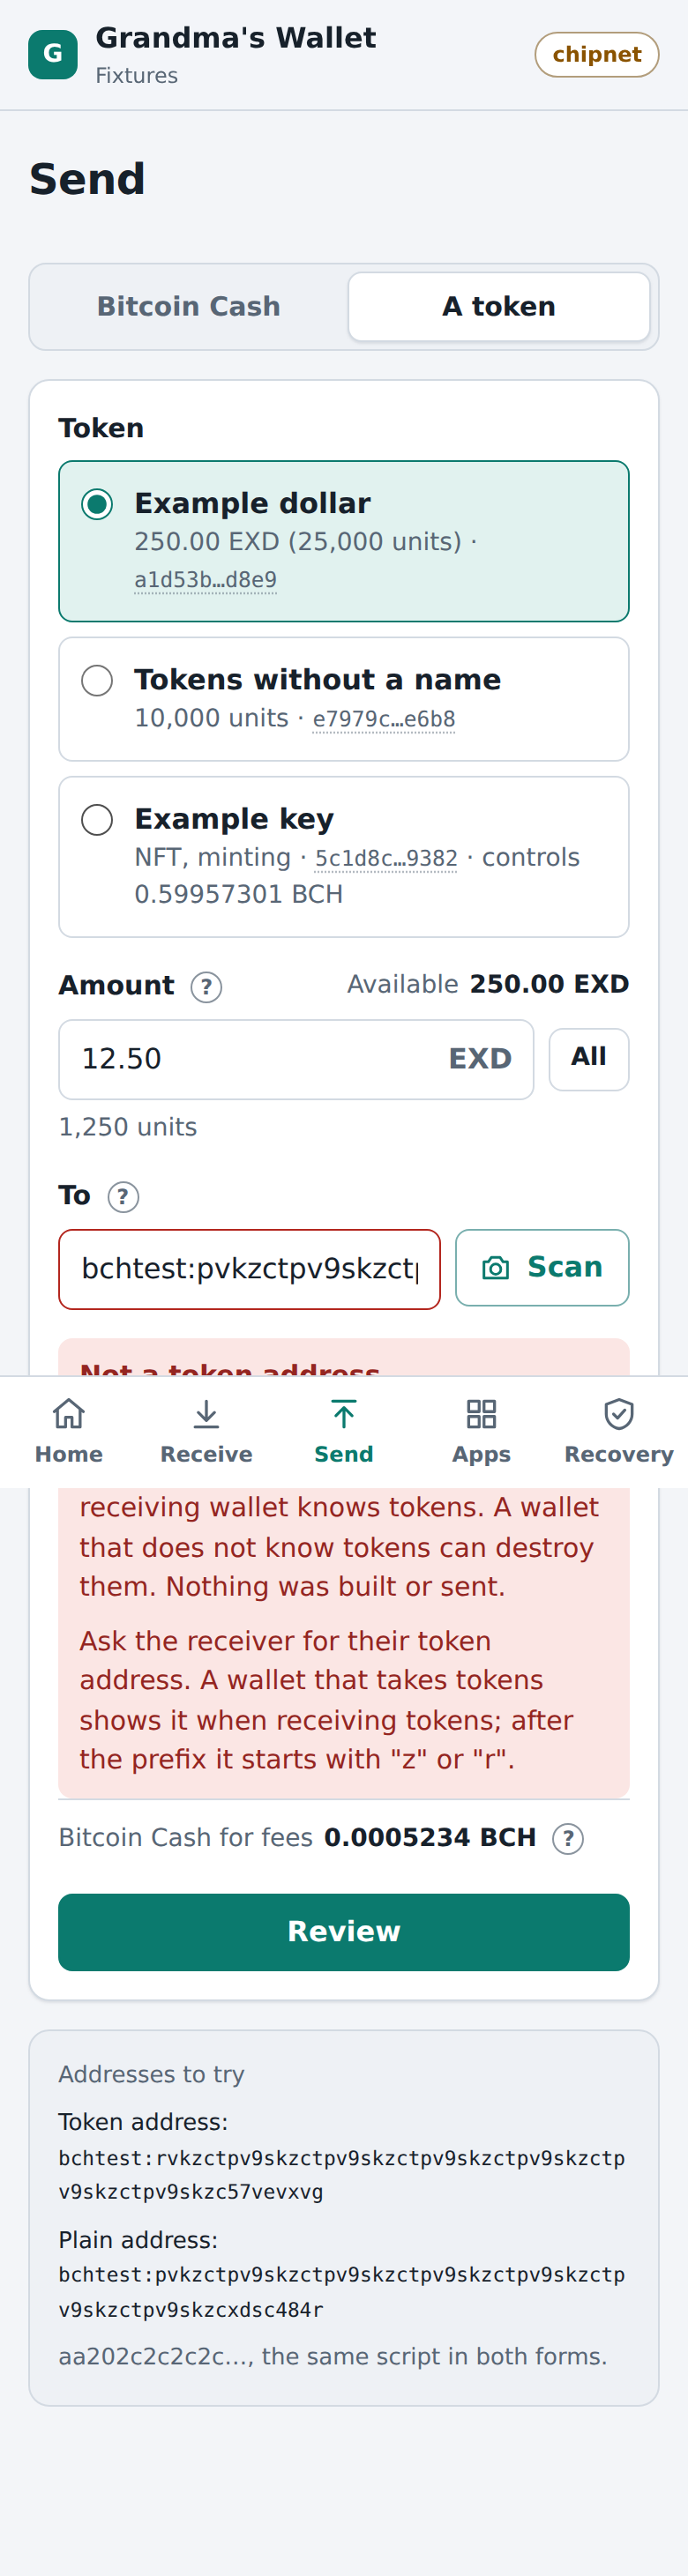 G
Grandma's Wallet
Fixtures
chipnet
Send
Bitcoin Cash
A token
Token
Example dollar
250.00 EXD (25,000 units) ·
a1d53b…d8e9
Tokens without a name
10,000 units · e7979c…e6b8
Example key
NFT, minting · 5c1d8c…9382 · controls
0.59957301 BCH
Amount ? Available 250.00 EXD
12.50 EXD All
1,250 units
To ?
bchtest:pvkzctpv9skzctp Scan
Not a token address
Home Receive Send Apps Recovery
receiving wallet knows tokens. A wallet
that does not know tokens can destroy
them. Nothing was built or sent.
Ask the receiver for their token
address. A wallet that takes tokens
shows it when receiving tokens; after
the prefix it starts with "z" or "r".
Bitcoin Cash for fees 0.0005234 BCH ?
Review
Addresses to try
Token address:
bchtest:rvkzctpv9skzctpv9skzctpv9skzctpv9skzctp
v9skzctpv9skzc57vevxvg
Plain address:
bchtest:pvkzctpv9skzctpv9skzctpv9skzctpv9skzctp
v9skzctpv9skzcxdsc484r
aa202c2c2c2c…, the same script in both forms.